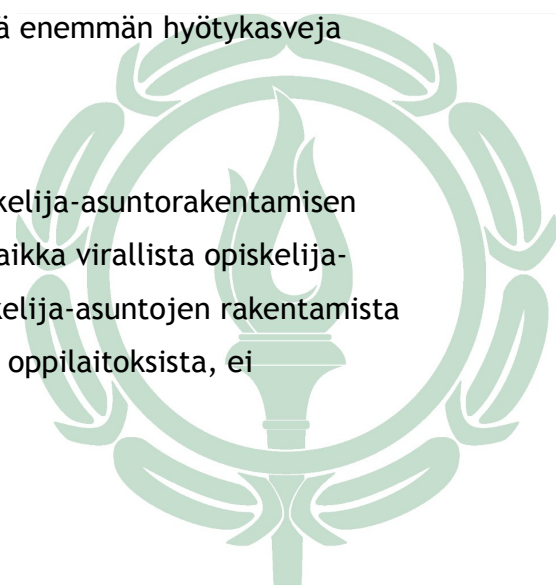 ä enemmän hyötykasveja
kelija-asuntorakentamisen
aikka virallista opiskelija-
kelija-asuntojen rakentamista
oppilaitoksista, ei